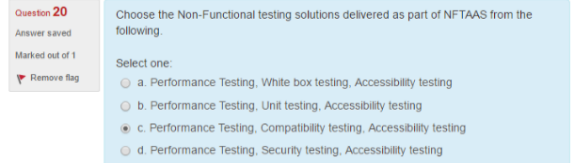 Question 20
Answer saved
Marked out of 1
Remove flag
Choose the Non-Functional testing solutions delivered as part of NFTAAS from the
following.
Select one:
a. Performance Testing, White box testing, Accessibility testing
b. Performance Testing, Unit testing, Accessibility testing
c. Performance Testing, Compatibility testing, Accessibility testing
d. Performance Testing, Security testing, Accessibility testing